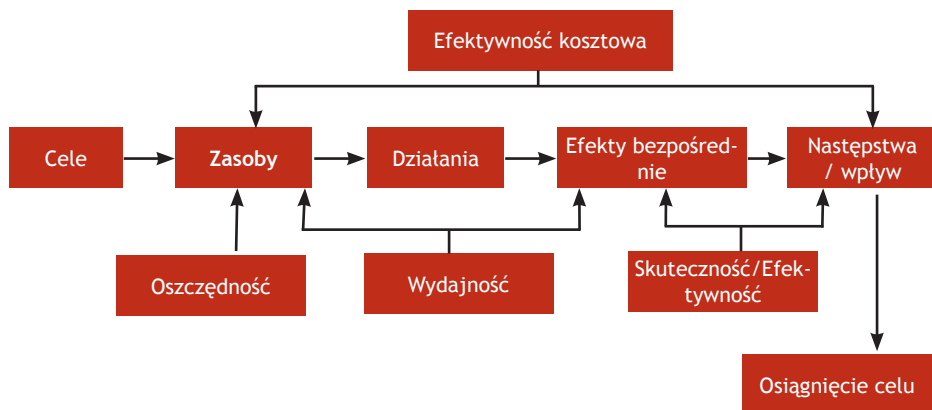 Efektywność kosztowa
Cele
Zasoby
Działania
Efekty bezpośred-
nie
Następstwa
/ wpływ
Oszczędność
Wydajność
Skuteczność/Efek-
tywność
Osiągnięcie celu